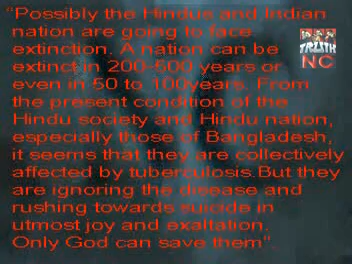 "Possibly the Hindus and Indian
nation are going to face
extinction. A nation can be
extinct in 200-500 years or
even in 50 to 100years. From
the present condition of the
Hindu society and Hindu nation,
especially those of Bangladesh,
it seems that they are collectively
affected by tuberculosis.But they
are ignoring the disease and
rushing towards suicide in
utmost joy and exaltation.
Only God can save them".
TRUTH
NC